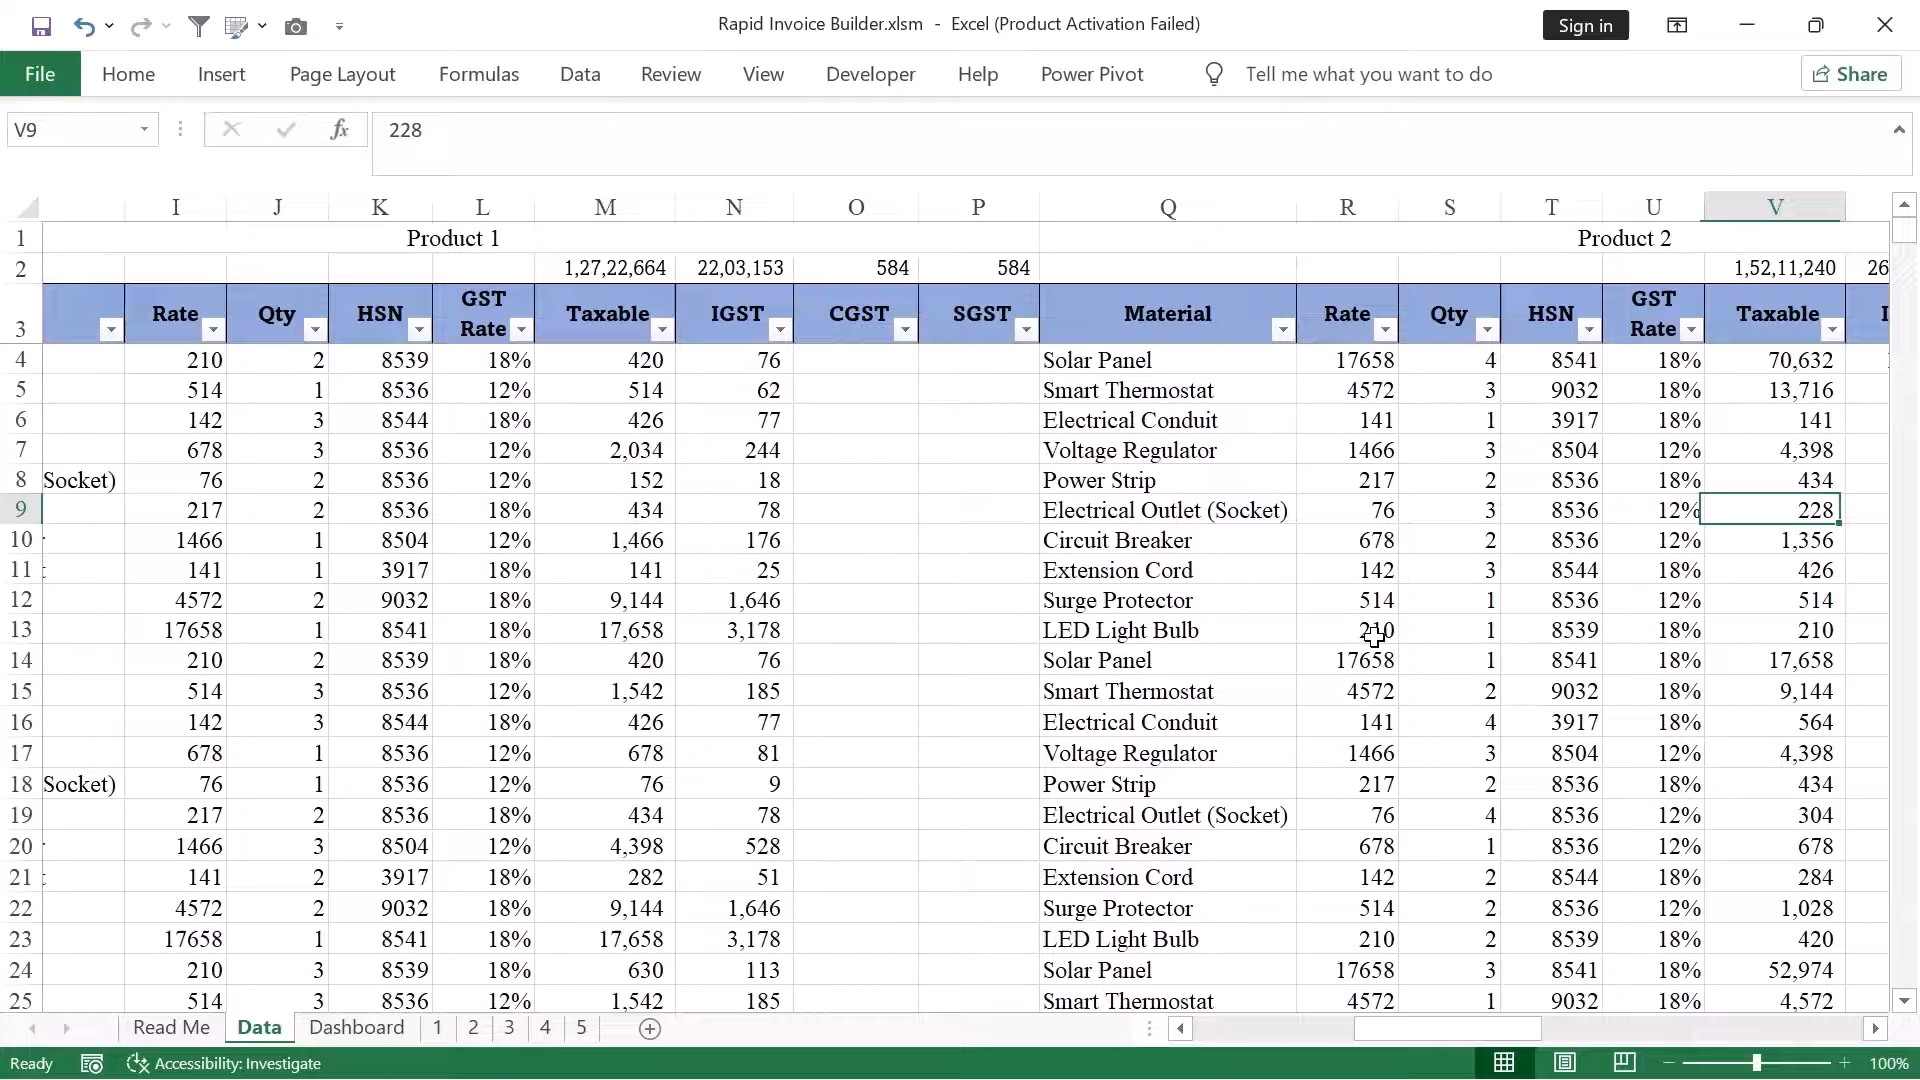 Rapid Invoice Builder.xlsm - Excel (Product Activation Failed)
Sign in
File Home Insert Page Layout Formulas Data Review View Developer Help Power Pivot Tell me what you want to do Share
V9 fx 228
I J K L M N O P Q R S T U V
1 Product 1 Product 2
2 1,27,22,664 22,03,153 584 584 1,52,11,240 26
3 Rate Qty HSN GST Rate Taxable IGST CGST SGST Material Rate Qty HSN GST Rate Taxable I
4 210 2 8539 18% 420 76 Solar Panel 17658 4 8541 18% 70,632
5 514 1 8536 12% 514 62 Smart Thermostat 4572 3 9032 18% 13,716
6 142 3 8544 18% 426 77 Electrical Conduit 141 1 3917 18% 141
7 678 3 8536 12% 2,034 244 Voltage Regulator 1466 3 8504 12% 4,398
8 Socket) 76 2 8536 12% 152 18 Power Strip 217 2 8536 18% 434
9 217 2 8536 18% 434 78 Electrical Outlet (Socket) 76 3 8536 12% 228
10 1466 1 8504 12% 1,466 176 Circuit Breaker 678 2 8536 12% 1,356
11 141 1 3917 18% 141 25 Extension Cord 142 3 8544 18% 426
12 4572 2 9032 18% 9,144 1,646 Surge Protector 514 1 8536 12% 514
13 17658 1 8541 18% 17,658 3,178 LED Light Bulb 210 1 8539 18% 210
14 210 2 8539 18% 420 76 Solar Panel 17658 1 8541 18% 17,658
15 514 3 8536 12% 1,542 185 Smart Thermostat 4572 2 9032 18% 9,144
16 142 3 8544 18% 426 77 Electrical Conduit 141 4 3917 18% 564
17 678 1 8536 12% 678 81 Voltage Regulator 1466 3 8504 12% 4,398
18 Socket) 76 1 8536 12% 76 9 Power Strip 217 2 8536 18% 434
19 217 2 8536 18% 434 78 Electrical Outlet (Socket) 76 4 8536 12% 304
20 1466 3 8504 12% 4,398 528 Circuit Breaker 678 1 8536 12% 678
21 141 2 3917 18% 282 51 Extension Cord 142 2 8544 18% 284
22 4572 2 9032 18% 9,144 1,646 Surge Protector 514 2 8536 12% 1,028
23 17658 1 8541 18% 17,658 3,178 LED Light Bulb 210 2 8539 18% 420
24 210 3 8539 18% 630 113 Solar Panel 17658 3 8541 18% 52,974
25 514 3 8536 12% 1,542 185 Smart Thermostat 4572 1 9032 18% 4,572
Read Me Data Dashboard 1 2 3 4 5
Ready Accessibility: Investigate 100%